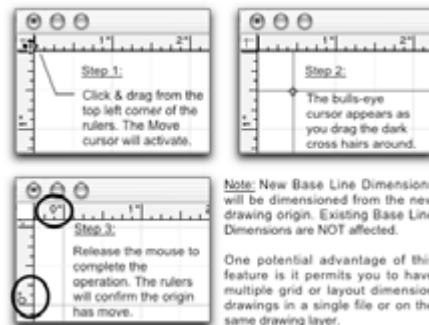 1" 2"
Step 1:
Click & drag from the
top left corner of the
rulers. The Move
cursor will activate.
1"
1" 2"
Step 2:
The bulls-eye
cursor appears as
you drag the dark
cross hairs around.
1"
0" 1" 2
Step 3:
Release the mouse to
complete the
operation. The rulers
will confirm the origin
has move.
0"
Note: New Base Line Dimensions
will be dimensioned from the new
drawing origin. Existing Base Line
Dimensions are NOT affected.
One potential advantage of this
feature is it permits you to have
multiple grid or layout dimension
drawings in a single file or on the
same drawing layer.